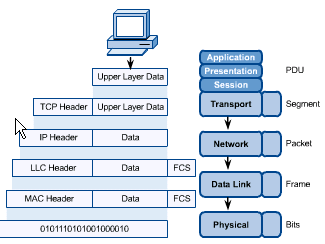 Application
Presentation
Session
PDU
Upper Layer Data
TCP Header Upper Layer Data
Transport Segment
IP Header Data
Network Packet
LLC Header Data FCS
Data Link Frame
MAC Header Data FCS
0101110101001000010
Physical Bits